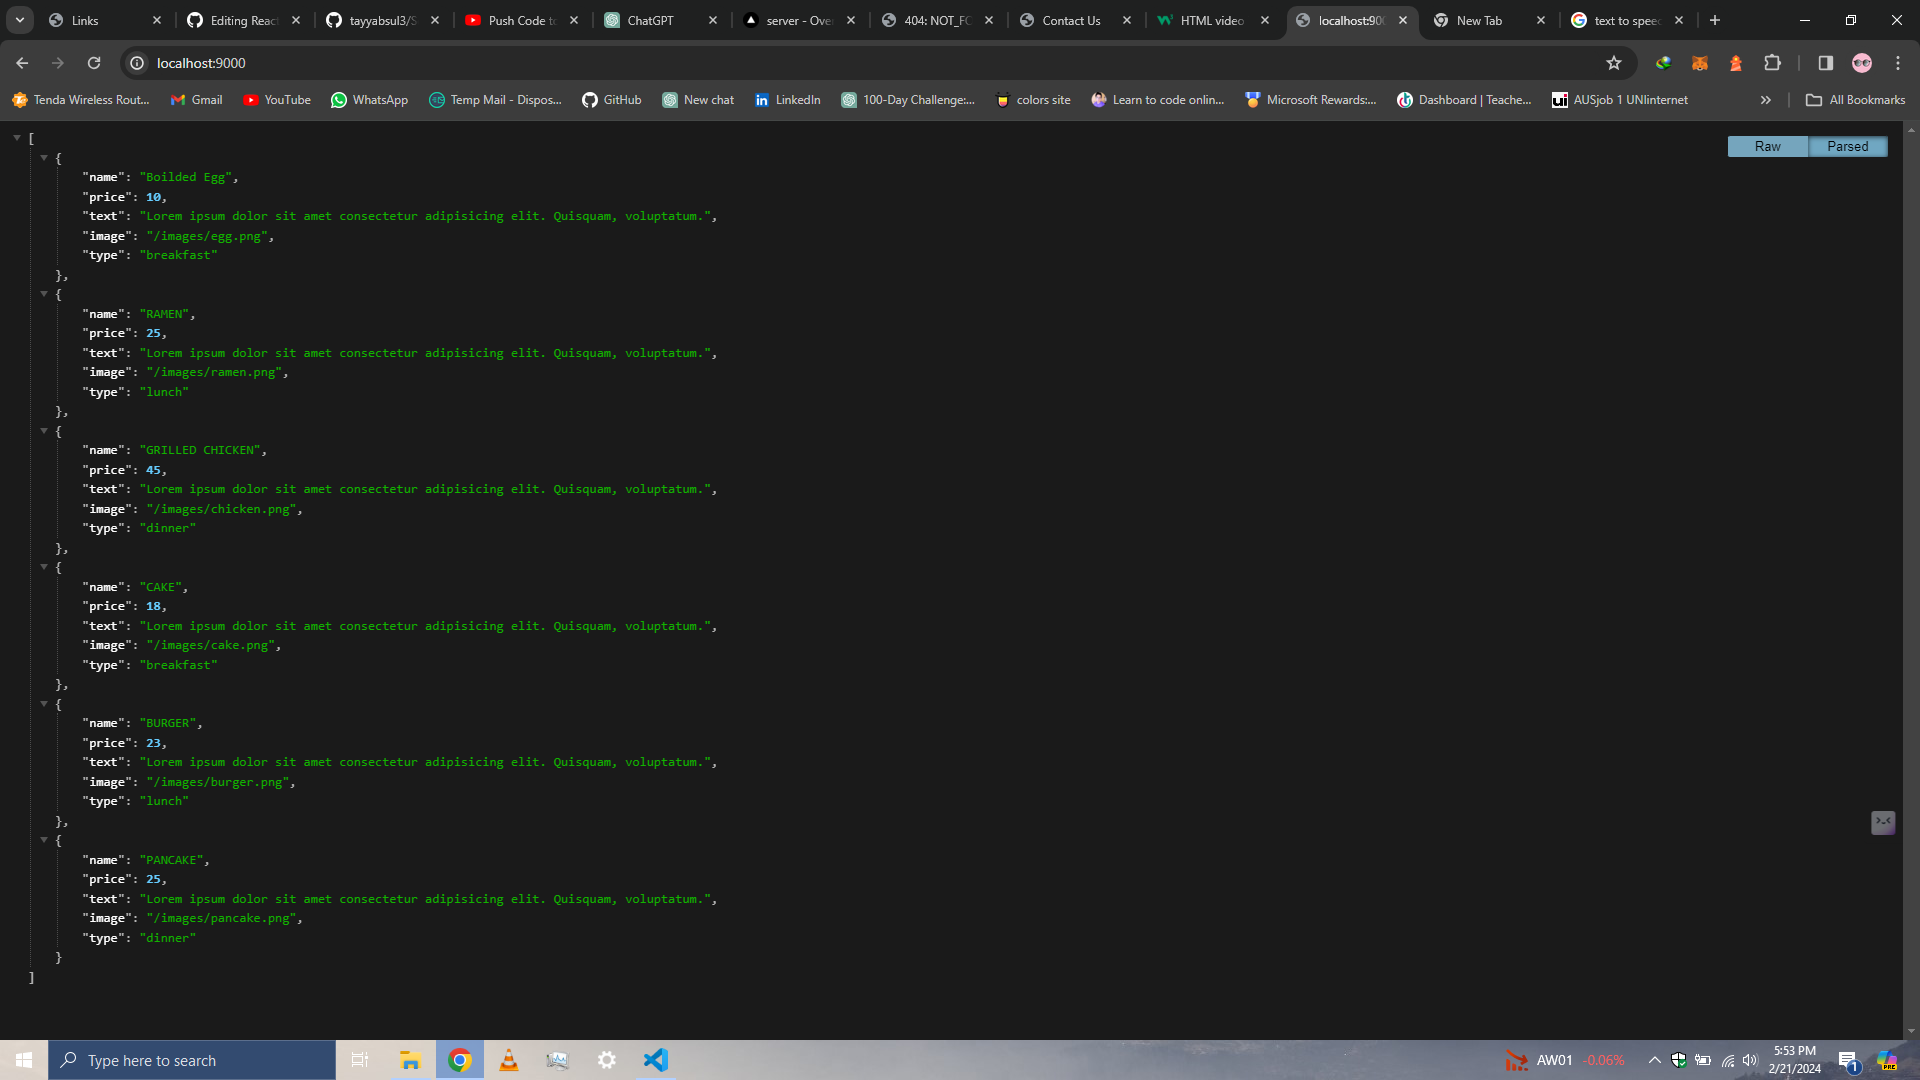 Links
Editing Reac
tayyabsul3/S
Push Code t
ChatGPT
server - Ove
404: NOT_FO
Contact Us
HTML video
localhost:900
New Tab
text to spee
localhost:9000
Tenda Wireless Rout...
Gmail
YouTube
WhatsApp
Temp Mail - Dispos...
GitHub
New chat
LinkedIn
100-Day Challenge:...
colors site
Learn to code onlin...
Microsoft Rewards:...
Dashboard | Teache...
AUSjob 1 UNIinternet
All Bookmarks
Raw
Parsed
[
{
"name": "Boilded Egg",
"price": 10,
"text": "Lorem ipsum dolor sit amet consectetur adipisicing elit. Quisquam, voluptatum.",
"image": "/images/egg.png",
"type": "breakfast"
},
{
"name": "RAMEN",
"price": 25,
"text": "Lorem ipsum dolor sit amet consectetur adipisicing elit. Quisquam, voluptatum.",
"image": "/images/ramen.png",
"type": "lunch"
},
{
"name": "GRILLED CHICKEN",
"price": 45,
"text": "Lorem ipsum dolor sit amet consectetur adipisicing elit. Quisquam, voluptatum.",
"image": "/images/chicken.png",
"type": "dinner"
},
{
"name": "CAKE",
"price": 18,
"text": "Lorem ipsum dolor sit amet consectetur adipisicing elit. Quisquam, voluptatum.",
"image": "/images/cake.png",
"type": "breakfast"
},
{
"name": "BURGER",
"price": 23,
"text": "Lorem ipsum dolor sit amet consectetur adipisicing elit. Quisquam, voluptatum.",
"image": "/images/burger.png",
"type": "lunch"
},
{
"name": "PANCAKE",
"price": 25,
"text": "Lorem ipsum dolor sit amet consectetur adipisicing elit. Quisquam, voluptatum.",
"image": "/images/pancake.png",
"type": "dinner"
}
]
Type here to search
AW01 -0.06%
5:53 PM
2/21/2024
1
PRE